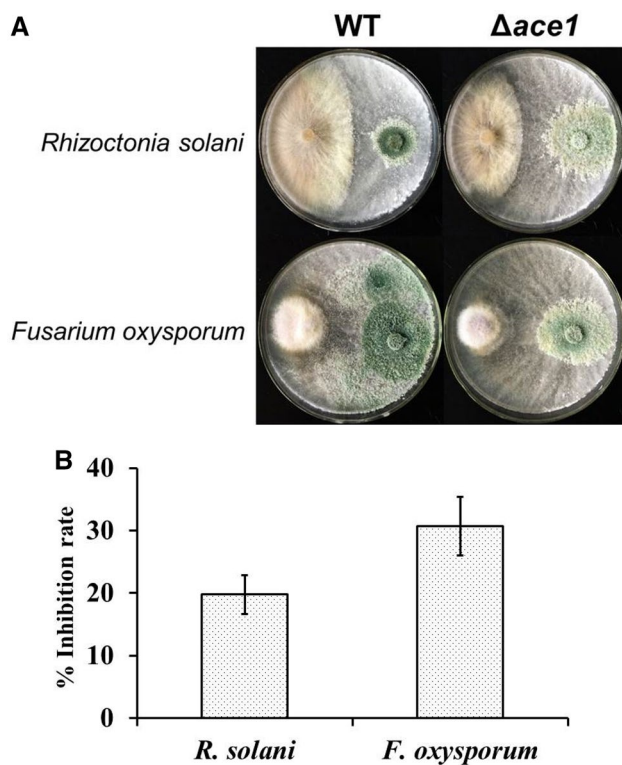 A
WT
Δace1
Rhizoctonia solani
Fusarium oxysporum
B
% Inhibition rate
40
30
20
10
0
R. solani
F. oxysporum